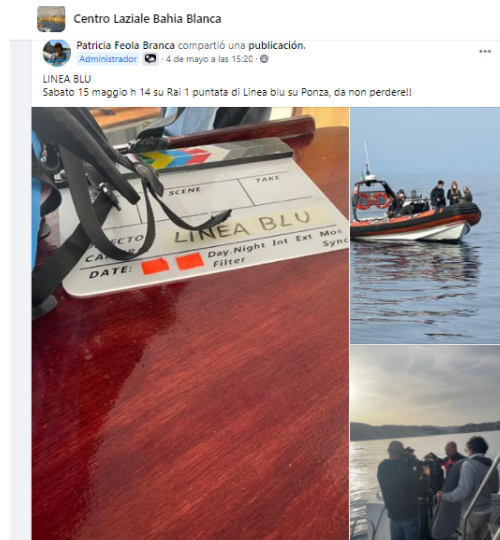 Centro Laziale Bahia Blanca
Patricia Feola Branca compartió una publicación.
Administrador · 4 de mayo a las 15:20 ·
LINEA BLU
Sabato 15 maggio h 14 su Rai 1 puntata di Linea blu su Ponza, da non perdere!!
SCENE TAKE
LINEA BLU
DATE: Day.Night Int Ext Mos
Filter Sync